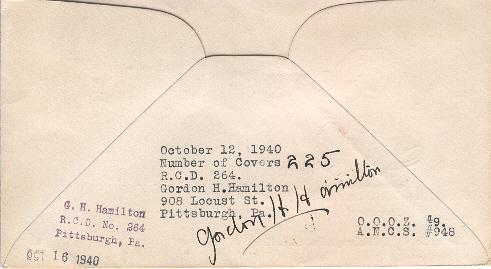 October 12, 1940
Number of Covers 225
R.C.D. 264.
Gordon H.Hamilton
908 Locust St.
Pittsburgh, Pa.
Gordon H. Hamilton
G. H. Hamilton
R.C.D. No. 264
Pittsburgh, Pa.
OCT 16 1940
O.O.O.Z. #9.
A.N.C.S. #948